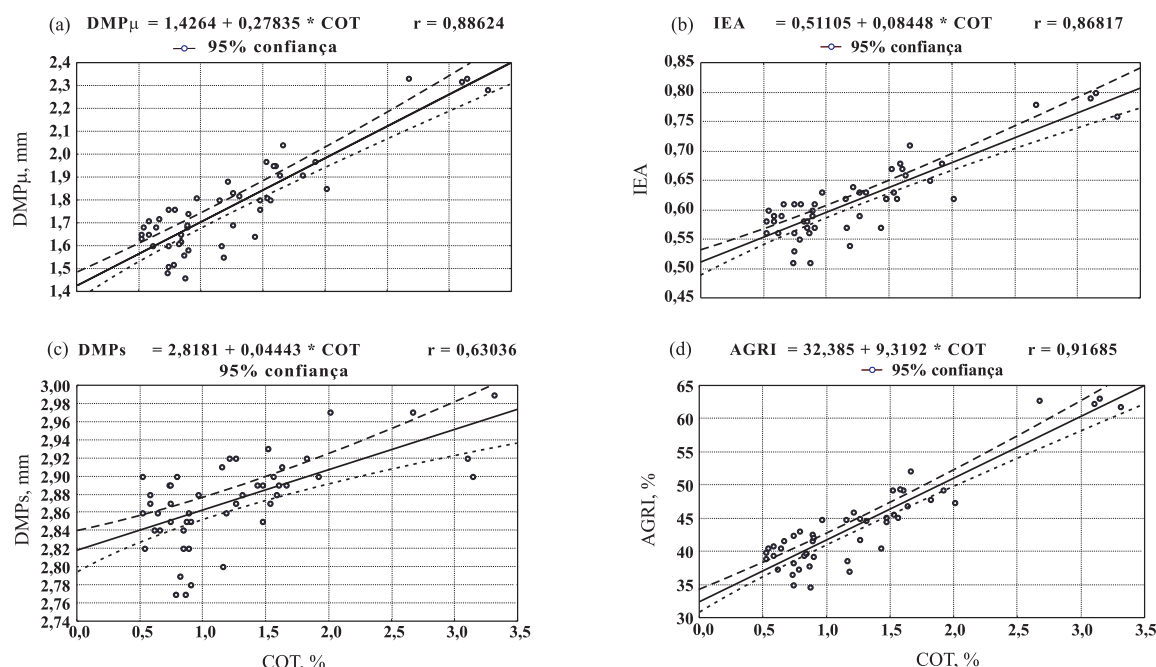 (a) DMPμ = 1,4264 + 0,27835 * COT r = 0,88624
95% confiança
2,4
2,3
2,2
2,1
2,0
1,9
1,8
1,7
1,6
1,5
1,4
DMPμ, mm
(b) IEA = 0,51105 + 0,08448 * COT r = 0,86817
95% confiança
0,85
0,80
0,75
0,70
0,65
0,60
0,55
0,50
0,45
IEA
(c) DMPs = 2,8181 + 0,04443 * COT r = 0,63036
95% confiança
3,00
2,98
2,96
2,94
2,92
2,90
2,88
2,86
2,84
2,82
2,80
2,78
2,76
2,74
DMPs, mm
0,0 0,5 1,0 1,5 2,0 2,5 3,0 3,5
COT, %
(d) AGRI = 32,385 + 9,3192 * COT r = 0,91685
95% confiança
65
60
55
50
45
40
35
30
AGRI, %
0,0 0,5 1,0 1,5 2,0 2,5 3,0 3,5
COT, %